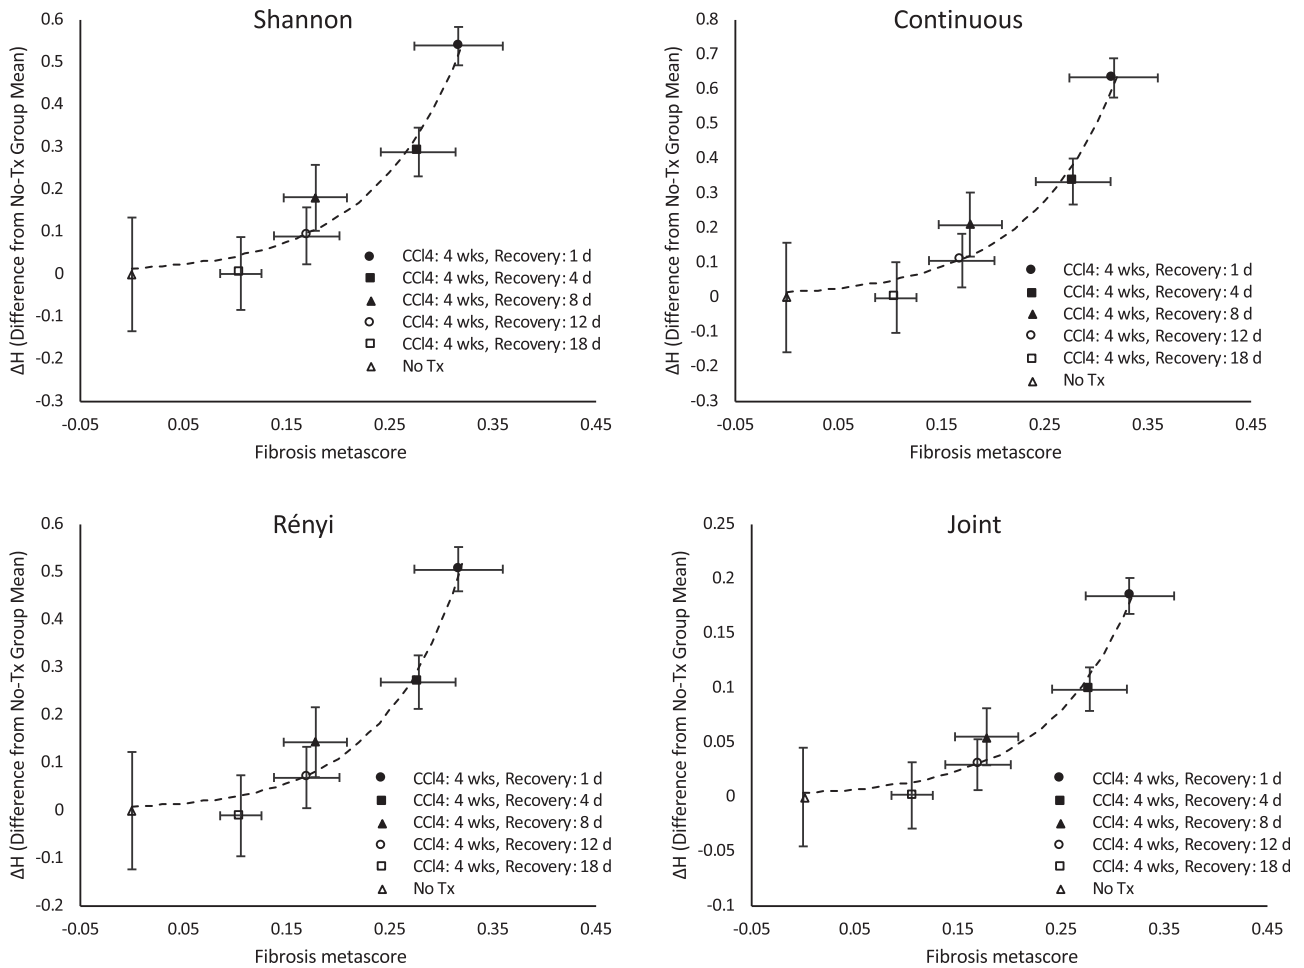 Shannon
ΔH (Difference from No-Tx Group Mean)
0.6
0.5
0.4
0.3
0.2
0.1
0
-0.1
-0.2
-0.3
-0.05
0.05
0.15
0.25
0.35
0.45
Fibrosis metascore
CCl4: 4 wks, Recovery: 1 d
CCl4: 4 wks, Recovery: 4 d
CCl4: 4 wks, Recovery: 8 d
CCl4: 4 wks, Recovery: 12 d
CCl4: 4 wks, Recovery: 18 d
No Tx
Continuous
ΔH (Difference from No-Tx Group Mean)
0.8
0.7
0.6
0.5
0.4
0.3
0.2
0.1
0
-0.1
-0.2
-0.3
-0.05
0.05
0.15
0.25
0.35
0.45
Fibrosis metascore
CCl4: 4 wks, Recovery: 1 d
CCl4: 4 wks, Recovery: 4 d
CCl4: 4 wks, Recovery: 8 d
CCl4: 4 wks, Recovery: 12 d
CCl4: 4 wks, Recovery: 18 d
No Tx
Rényi
ΔH (Difference from No-Tx Group Mean)
0.6
0.5
0.4
0.3
0.2
0.1
0
-0.1
-0.2
-0.05
0.05
0.15
0.25
0.35
0.45
Fibrosis metascore
CCl4: 4 wks, Recovery: 1 d
CCl4: 4 wks, Recovery: 4 d
CCl4: 4 wks, Recovery: 8 d
CCl4: 4 wks, Recovery: 12 d
CCl4: 4 wks, Recovery: 18 d
No Tx
Joint
ΔH (Difference from No-Tx Group Mean)
0.25
0.2
0.15
0.1
0.05
0
-0.05
-0.1
-0.05
0.05
0.15
0.25
0.35
0.45
Fibrosis metascore
CCl4: 4 wks, Recovery: 1 d
CCl4: 4 wks, Recovery: 4 d
CCl4: 4 wks, Recovery: 8 d
CCl4: 4 wks, Recovery: 12 d
CCl4: 4 wks, Recovery: 18 d
No Tx